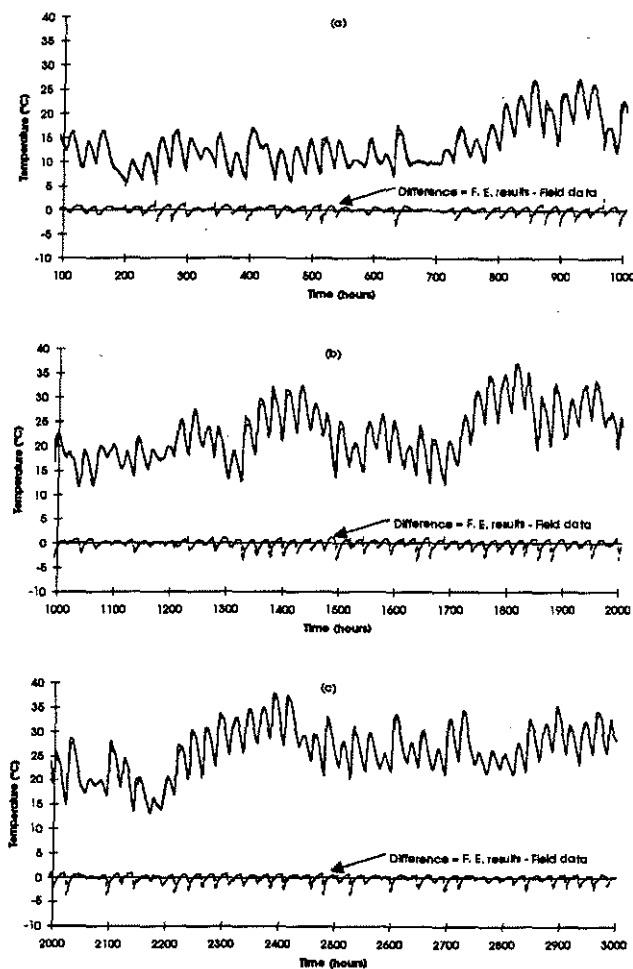 (a)
Temperature (°C)
40
35
30
25
20
15
10
5
0
-5
-10
Difference = F. E. results - Field data
100 200 300 400 500 600 700 800 900 1000
Time (hours)
(b)
Temperature (°C)
40
35
30
25
20
15
10
5
0
-5
-10
Difference = F. E. results - Field data
1000 1100 1200 1300 1400 1500 1600 1700 1800 1900 2000
Time (hours)
(c)
Temperature (°C)
40
35
30
25
20
15
10
5
0
-5
-10
Difference = F. E. results - Field data
2000 2100 2200 2300 2400 2500 2600 2700 2800 2900 3000
Time (hours)